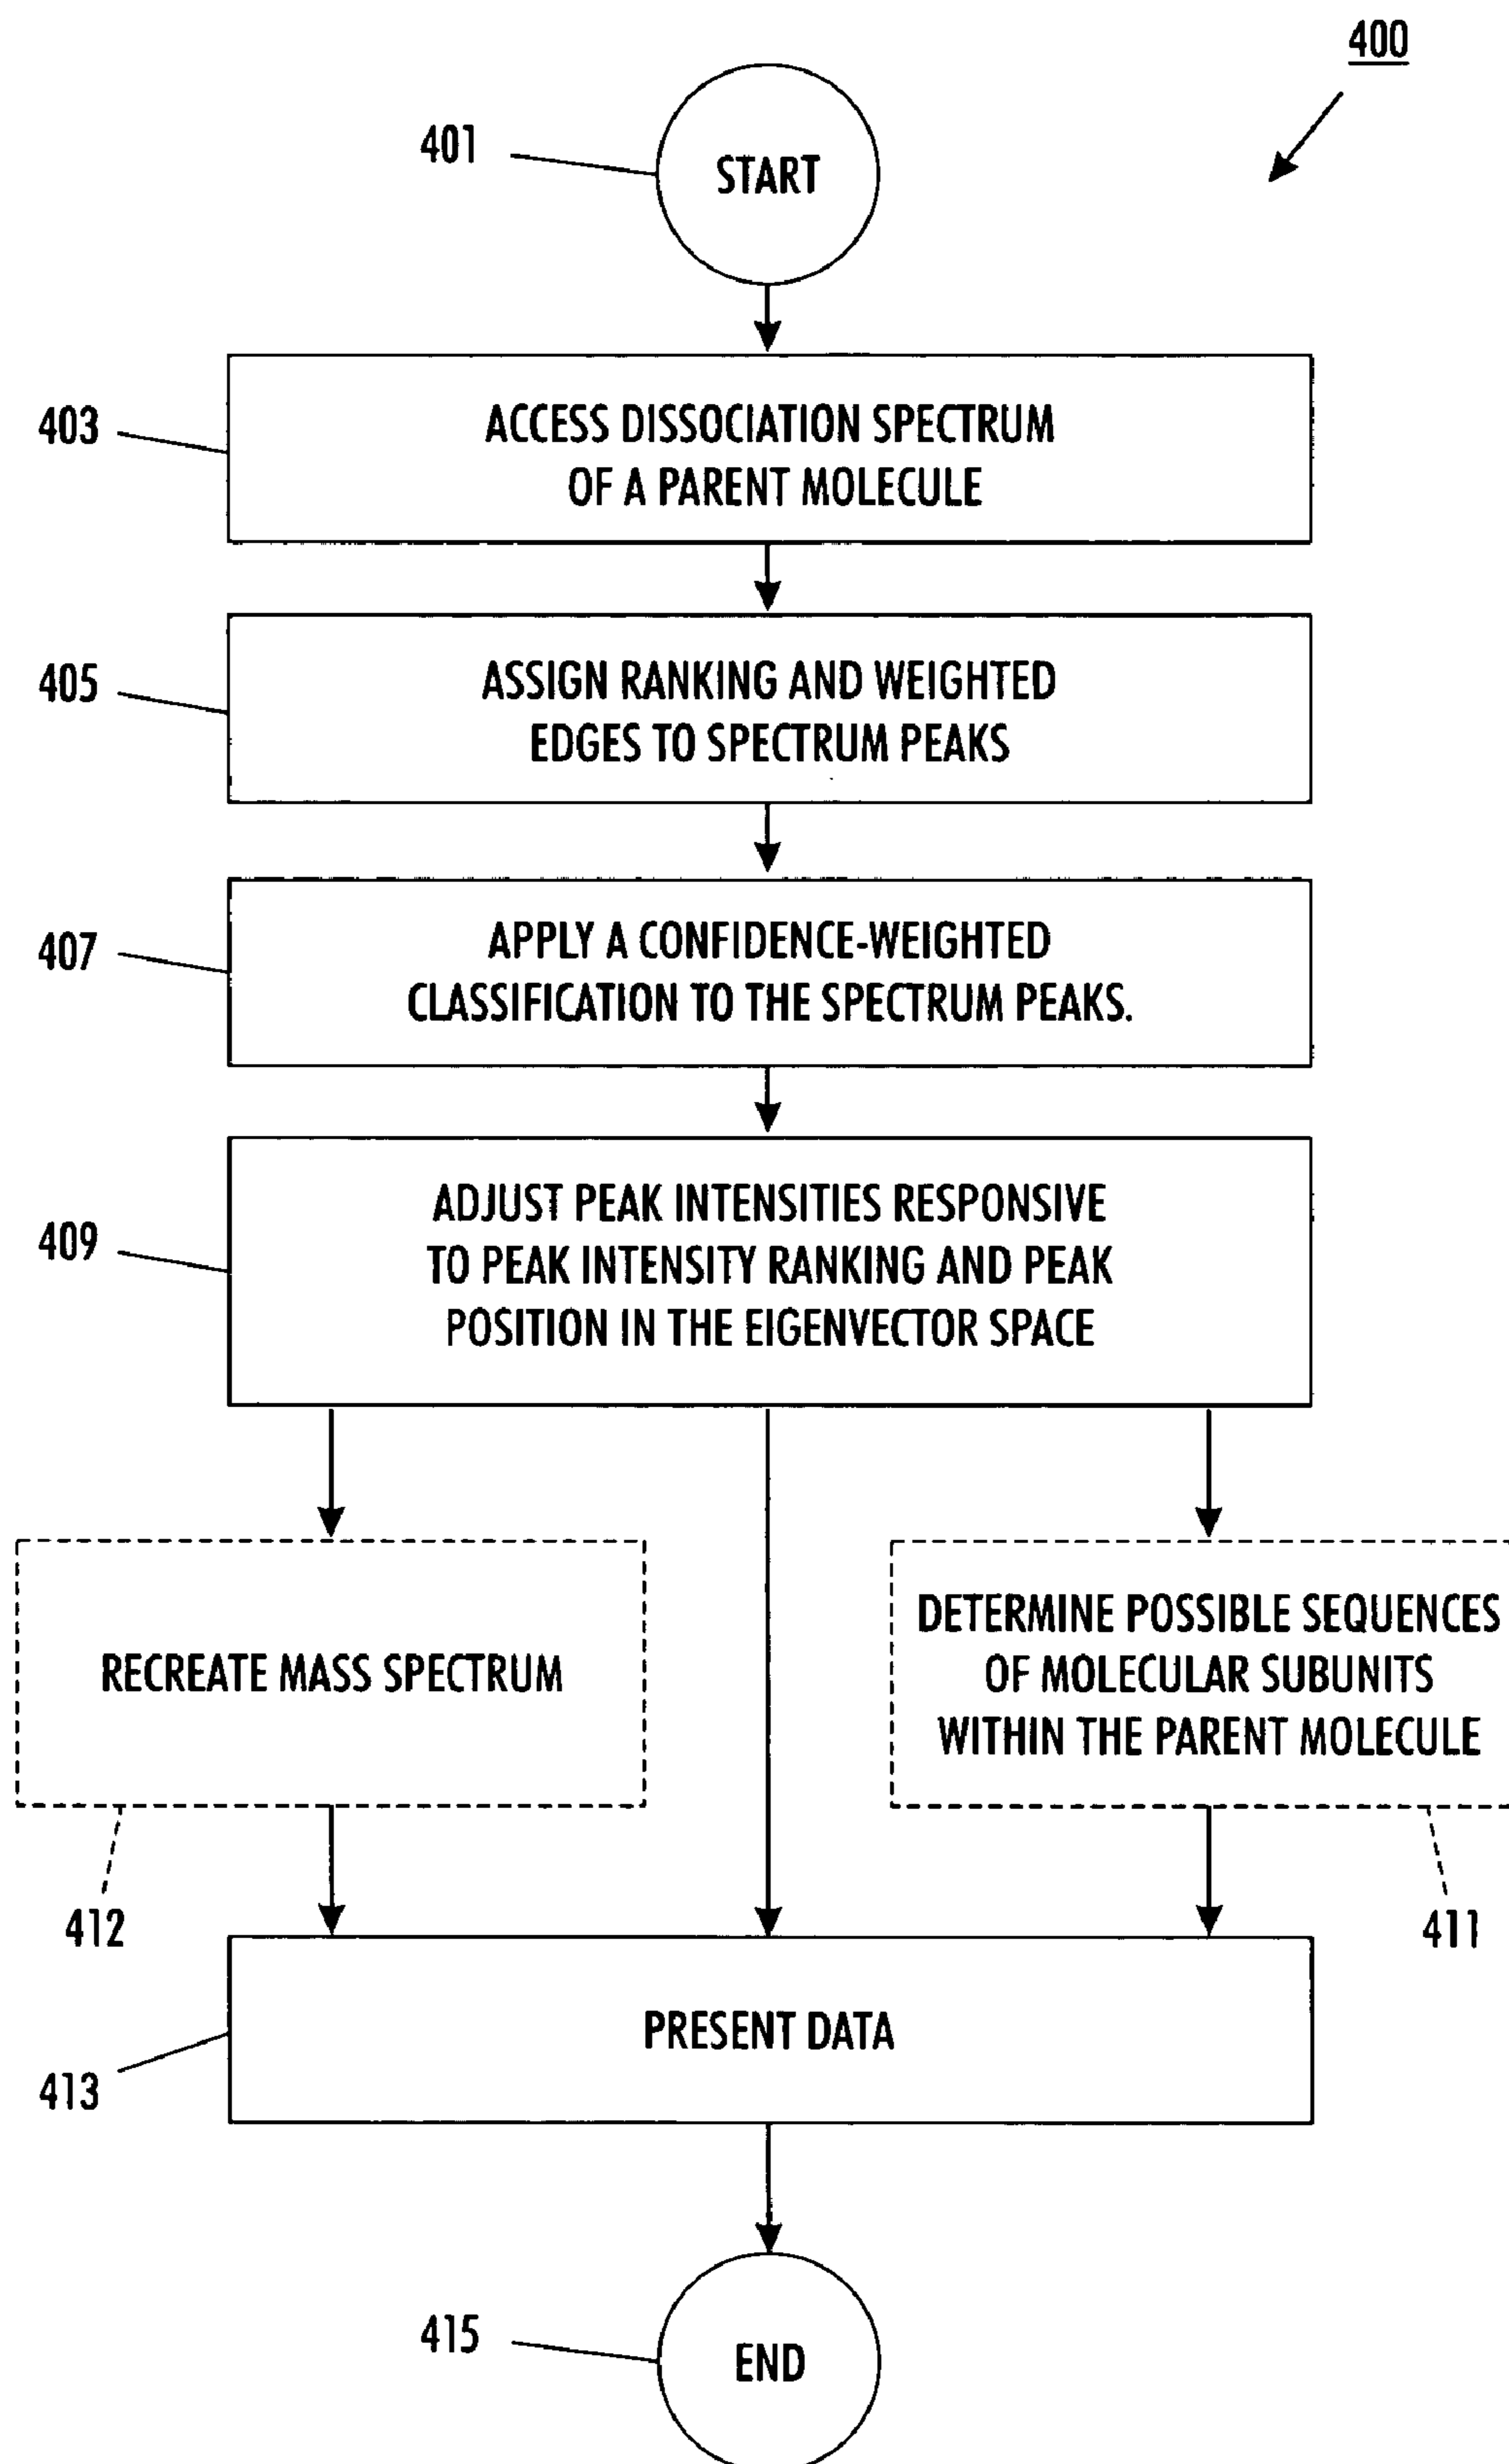 400
401
START
403
ACCESS DISSOCIATION SPECTRUM
OF A PARENT MOLECULE
405
ASSIGN RANKING AND WEIGHTED
EDGES TO SPECTRUM PEAKS
407
APPLY A CONFIDENCE-WEIGHTED
CLASSIFICATION TO THE SPECTRUM PEAKS.
409
ADJUST PEAK INTENSITIES RESPONSIVE
TO PEAK INTENSITY RANKING AND PEAK
POSITION IN THE EIGENVECTOR SPACE
RECREATE MASS SPECTRUM
412
DETERMINE POSSIBLE SEQUENCES
OF MOLECULAR SUBUNITS
WITHIN THE PARENT MOLECULE
411
PRESENT DATA
413
415
END